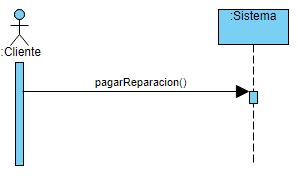 :Sistema
:Cliente
pagarReparacion()